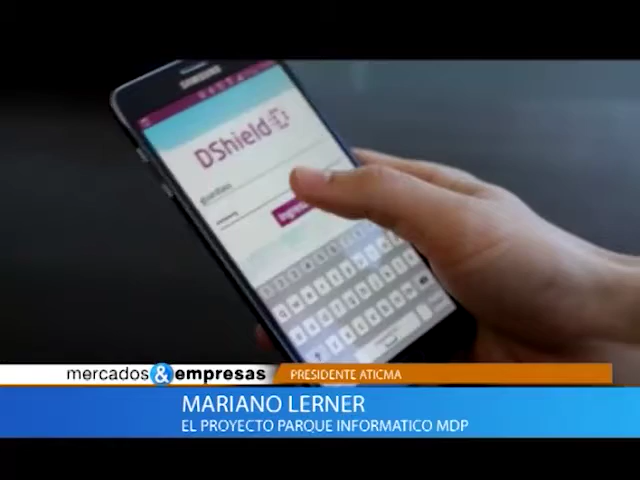 SAMSUNG
DShield
mercados&empresas
PRESIDENTE ATICMA
MARIANO LERNER
EL PROYECTO PARQUE INFORMATICO MDP